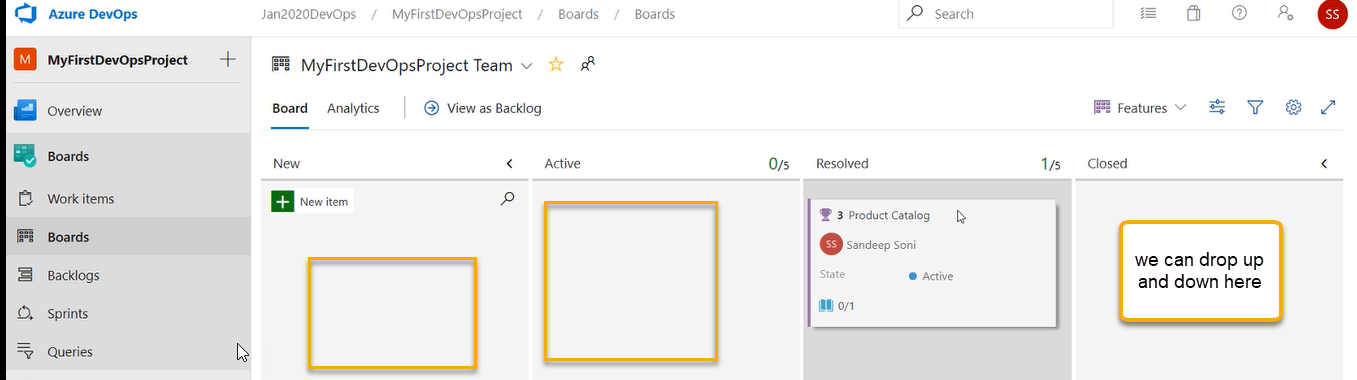 Azure DevOps
Jan2020DevOps / MyFirstDevOpsProject / Boards / Boards
Search
SS
M MyFirstDevOpsProject
MyFirstDevOpsProject Team
Overview
Board Analytics View as Backlog
Features
Boards
New
Active 0/5
Resolved 1/5
Closed
Work items
New item
3 Product Catalog
Boards
SS Sandeep Soni
we can drop up
and down here
Backlogs
State Active
0/1
Sprints
Queries